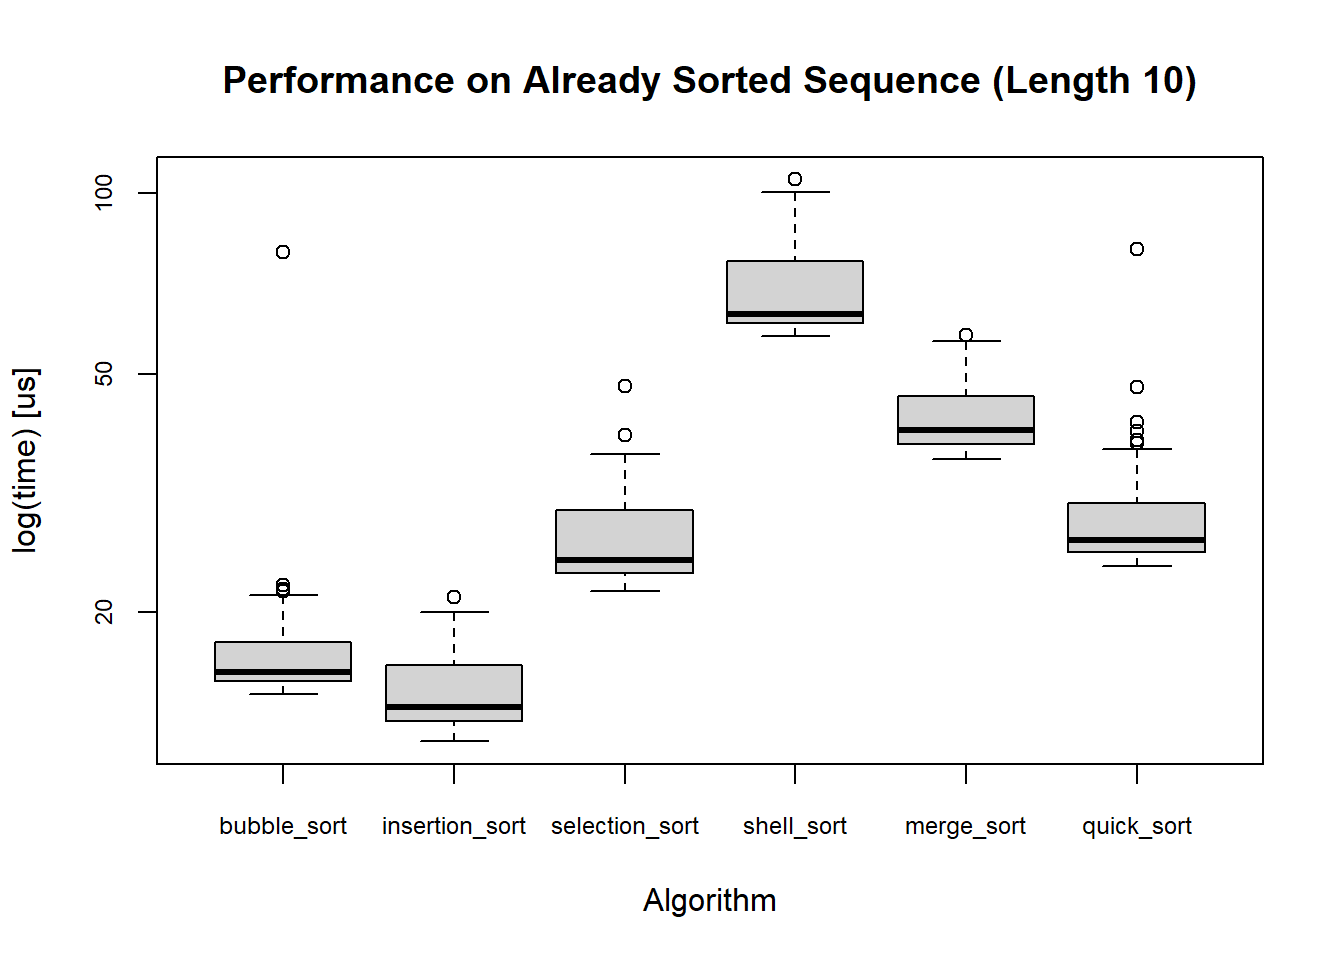 Performance on Already Sorted Sequence (Length 10)
log(time) [us]
100
50
20
bubble_sort insertion_sort selection_sort shell_sort merge_sort quick_sort
Algorithm